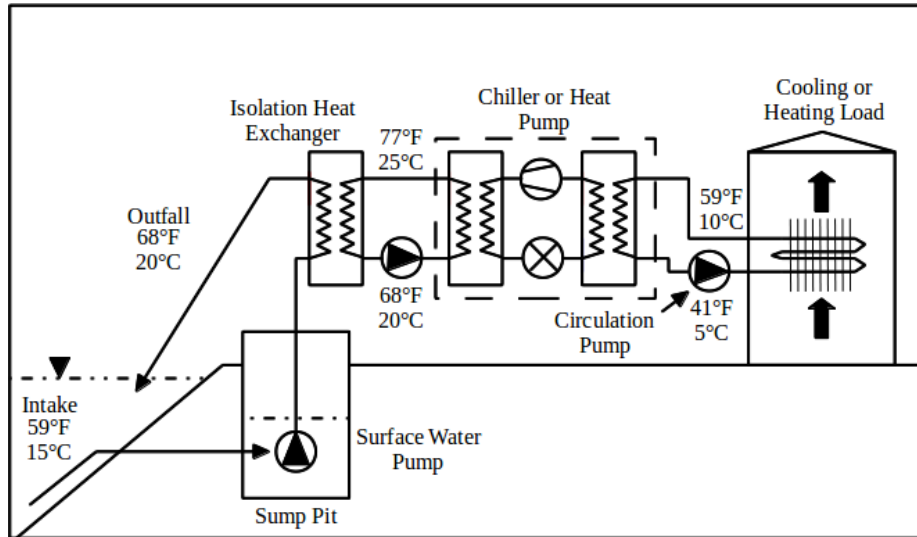 Cooling or
Heating Load
Chiller or Heat
Pump
Isolation Heat
Exchanger
77°F
25°C
59°F
10°C
Outfall
68°F
20°C
68°F
20°C
Circulation
Pump
41°F
5°C
Intake
59°F
15°C
Surface Water
Pump
Sump Pit